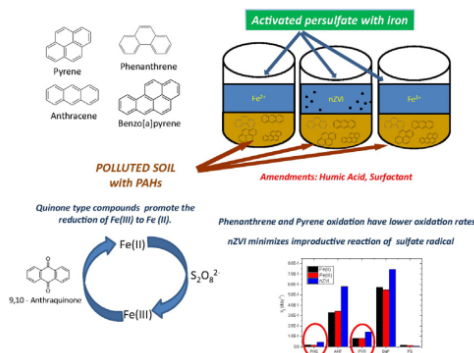 Activated persulfate with iron
Pyrene
Phenanthrene
Anthracene
Benzo[a]pyrene
Fe²⁺
nZVI
POLLUTED SOIL
with PAHs
Amendments: Humic Acid, Surfactant
Quinone type compounds promote the
reduction of Fe(III) to Fe (II).
Fe(II)
S₂O₈²⁻
Fe(III)
9,10 - Anthraquinone
O
O
Phenanthrene and Pyrene oxidation have lower oxidation rates
nZVI minimizes improductive reaction of sulfate radical
Fe(II)
Fe(III)
nZVI
ANT
PYR
BaP